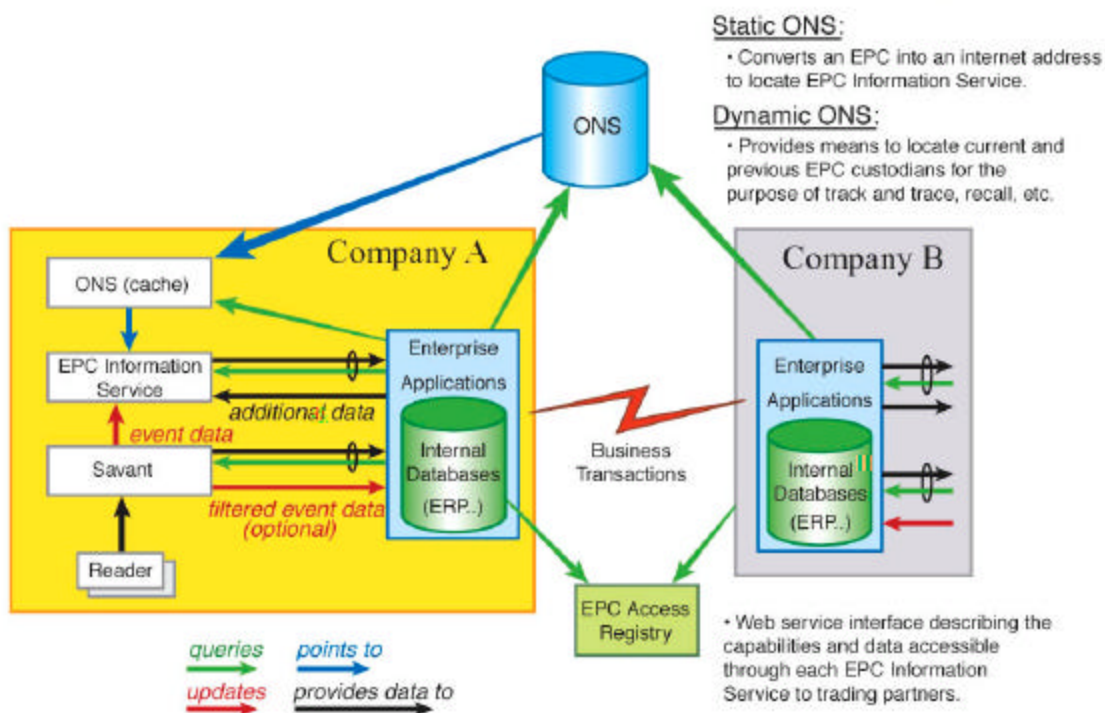 Static ONS:
• Converts an EPC into an internet address
to locate EPC Information Service.
Dynamic ONS:
• Provides means to locate current and
previous EPC custodians for the
purpose of track and trace, recall, etc.
ONS
Company A
ONS (cache)
EPC Information
Service
additional data
event data
Savant
filtered event data
(optional)
Reader
Enterprise
Applications
Internal
Databases
(ERP..)
Business
Transactions
Company B
Enterprise
Applications
Internal
Databases
(ERP..)
EPC Access
Registry
• Web service interface describing the
capabilities and data accessible
through each EPC Information
Service to trading partners.
queries
points to
updates
provides data to